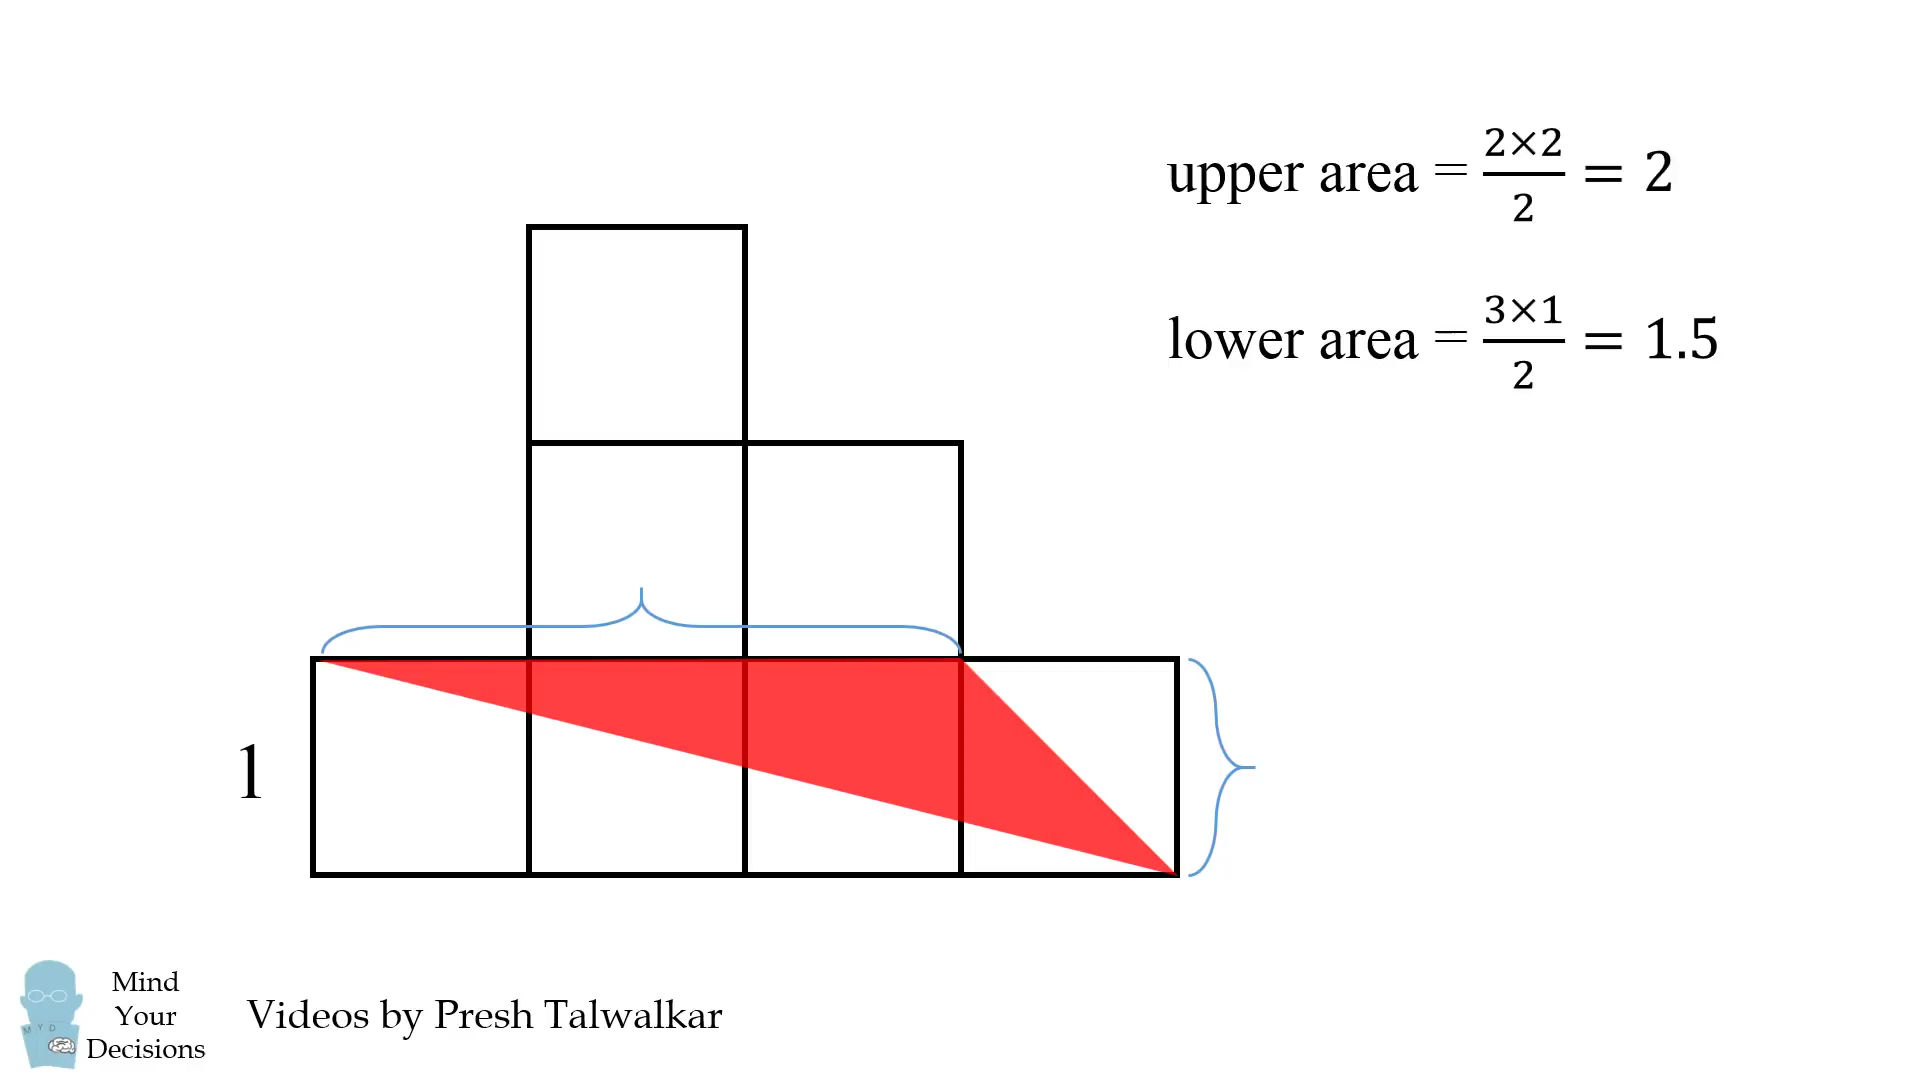 upper area = 2×2/2 = 2
lower area = 3×1/2 = 1.5
1
Mind
Your
Decisions
M Y D
Videos by Presh Talwalkar